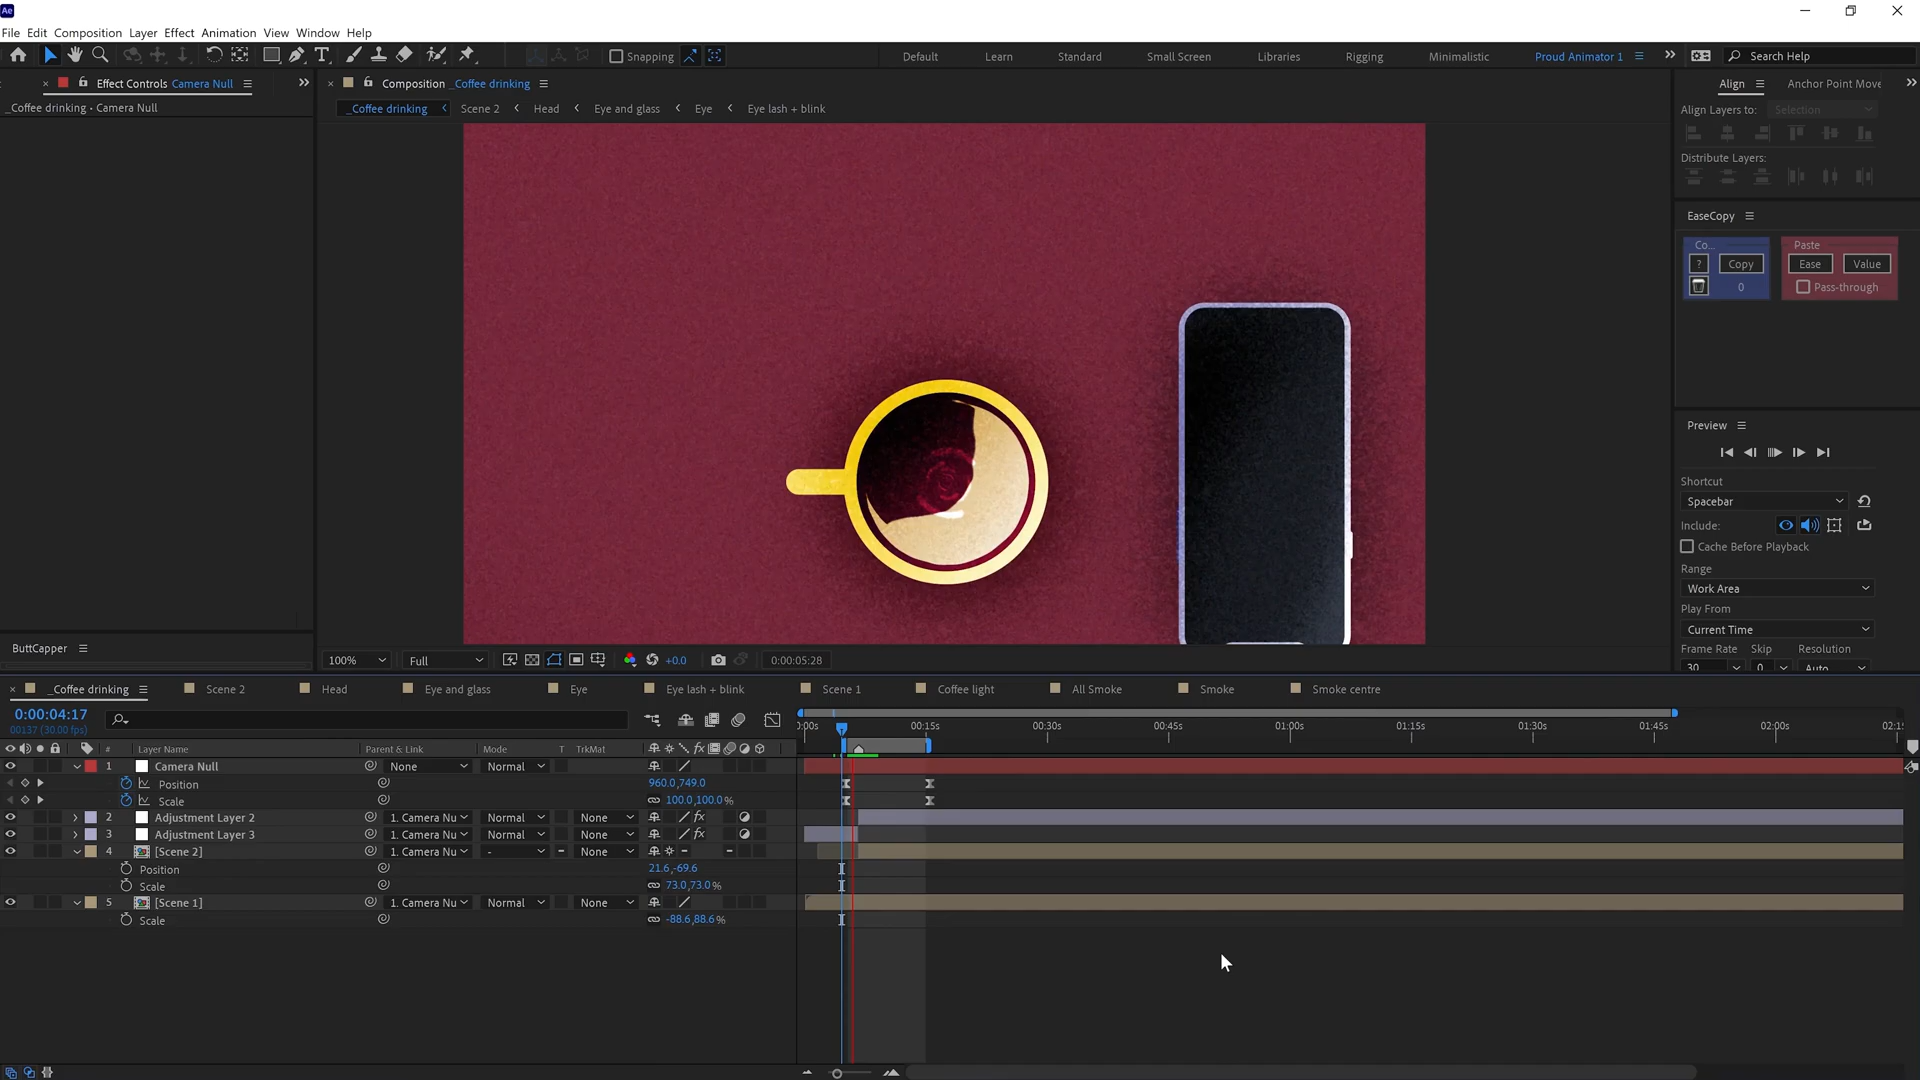 Ae
File Edit Composition Layer Effect Animation View Window Help
Snapping Default Learn Standard Small Screen Libraries Rigging Minimalistic Proud Animator 1 Search Help
Effect Controls Camera Null
Composition _Coffee drinking
Align Anchor Point Move
_Coffee drinking • Camera Null
_Coffee drinking Scene 2 Head Eye and glass Eye Eye lash + blink
Align Layers to: Selection
Distribute Layers:
EaseCopy
Co... Paste
? Copy Ease Value
0 Pass-through
Preview
Shortcut
Spacebar
Include:
Cache Before Playback
Range
Work Area
Play From
Current Time
Frame Rate Skip Resolution
30 0 Auto
ButtCapper
100% Full +0.0 0:00:05:28
_Coffee drinking Scene 2 Head Eye and glass Eye Eye lash + blink Scene 1 Coffee light All Smoke Smoke Smoke centre
0:00:04:17
00137 (30.00 fps)
0:00s 00:15s 00:30s 00:45s 01:00s 01:15s 01:30s 01:45s 02:00s 02:1
# Layer Name Parent & Link Mode T TrkMat
1 Camera Null None Normal
Position 960.0,749.0
Scale 100.0,100.0%
2 Adjustment Layer 2 1. Camera Nu Normal None
3 Adjustment Layer 3 1. Camera Nu Normal None
4 [Scene 2] 1. Camera Nu - None
Position 21.6,-69.6
Scale 73.0,73.0%
5 [Scene 1] 1. Camera Nu Normal None
Scale -88.6,88.6%